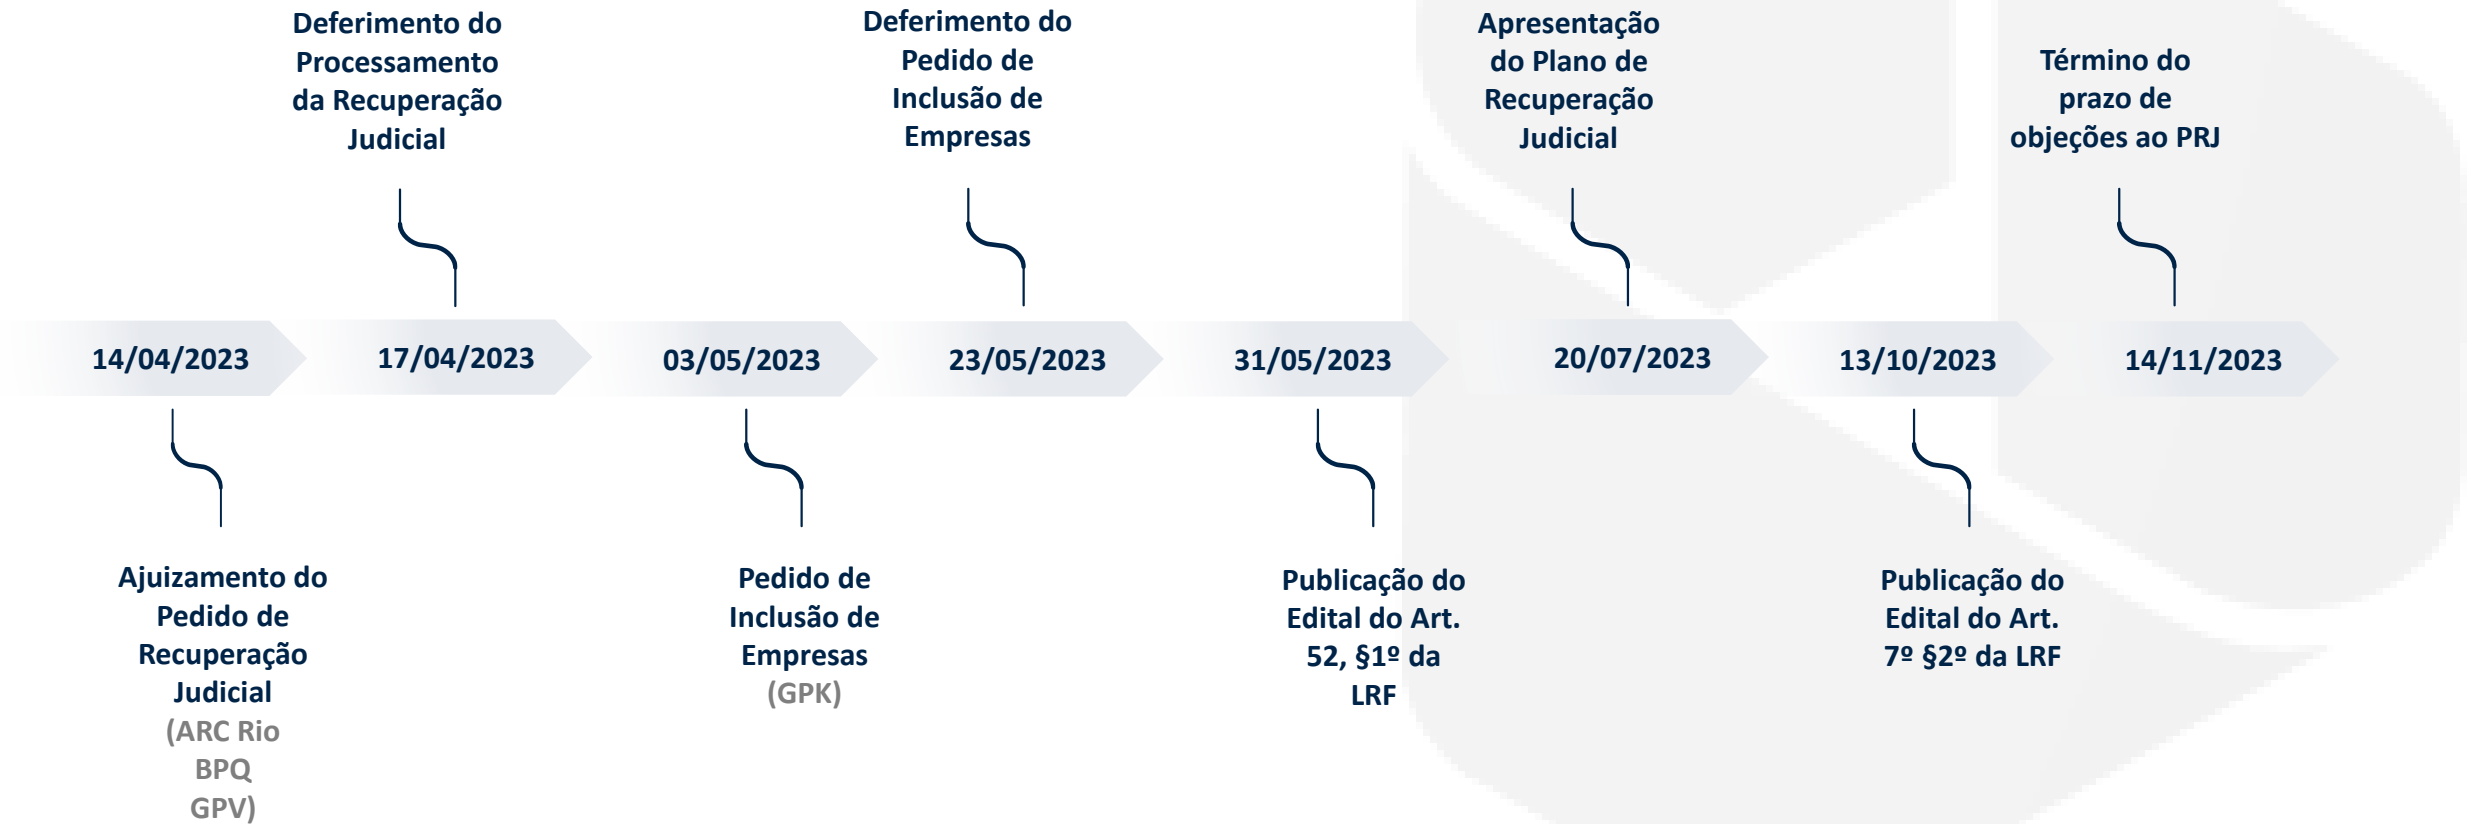 Deferimento do
Processamento
da Recuperação
Judicial
Deferimento do
Pedido de
Inclusão de
Empresas
Apresentação
do Plano de
Recuperação
Judicial
Término do
prazo de
objeções ao PRJ
14/04/2023
17/04/2023
03/05/2023
23/05/2023
31/05/2023
20/07/2023
13/10/2023
14/11/2023
Ajuizamento do
Pedido de
Recuperação
Judicial
(ARC Rio
BPQ
GPV)
Pedido de
Inclusão de
Empresas
(GPK)
Publicação do
Edital do Art.
52, §1º da
LRF
Publicação do
Edital do Art.
7º §2º da LRF